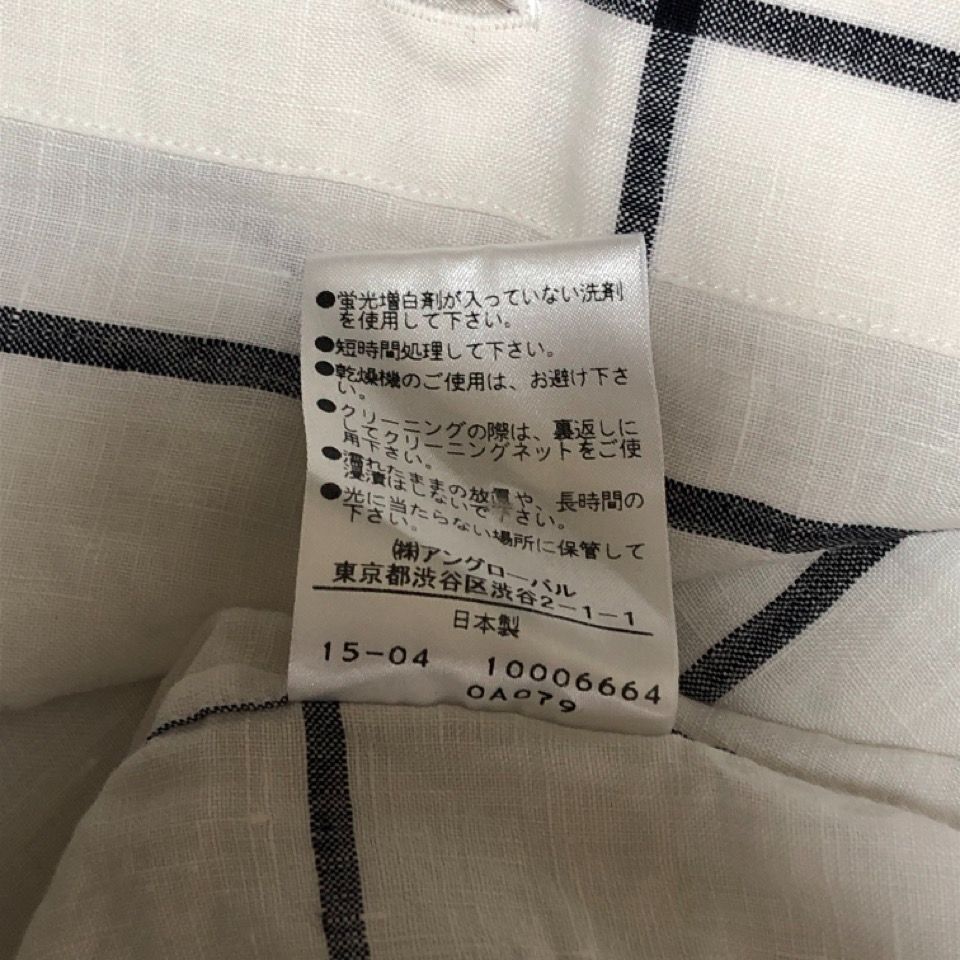 ●蛍光増白剤が入っていない洗剤
を使用して下さい。
●短時間処理して下さい。
●乾燥機のご使用は、お避け下さ
い。
●クリーニングの際は、裏返しに
してクリーニングネットをご使
用下さい。
●濡れたままの放置や、長時間の
浸漬はしないで下さい。
●光に当たらない場所に保管して
下さい。
㈱アングローバル
東京都渋谷区渋谷2-1-1
日本製
15-04 10006664
0A079